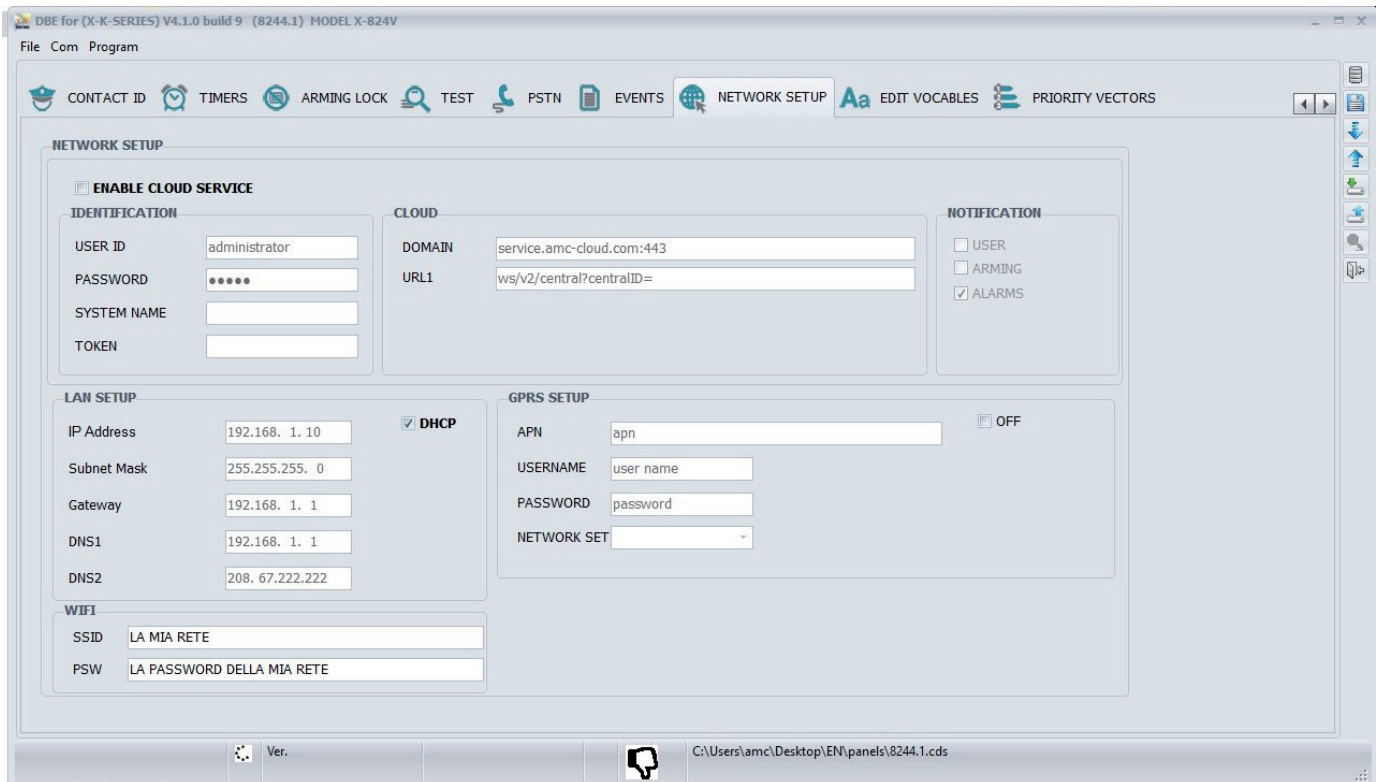 DBE for (X-K-SERIES) V4.1.0 build 9 (8244.1) MODEL X-824V
File Com Program
CONTACT ID TIMERS ARMING LOCK TEST PSTN EVENTS NETWORK SETUP Aa EDIT VOCABLES PRIORITY VECTORS
NETWORK SETUP
ENABLE CLOUD SERVICE
IDENTIFICATION
USER ID administrator
PASSWORD •••••
SYSTEM NAME
TOKEN
CLOUD
DOMAIN service.amc-cloud.com:443
URL1 ws/v2/central?centralID=
NOTIFICATION
USER
ARMING
ALARMS
LAN SETUP
DHCP
IP Address 192.168. 1. 10
Subnet Mask 255.255.255. 0
Gateway 192.168. 1. 1
DNS1 192.168. 1. 1
DNS2 208. 67.222.222
GPRS SETUP
OFF
APN apn
USERNAME user name
PASSWORD password
NETWORK SET
WIFI
SSID LA MIA RETE
PSW LA PASSWORD DELLA MIA RETE
Ver. C:\Users\amc\Desktop\EN\panels\8244.1.cds